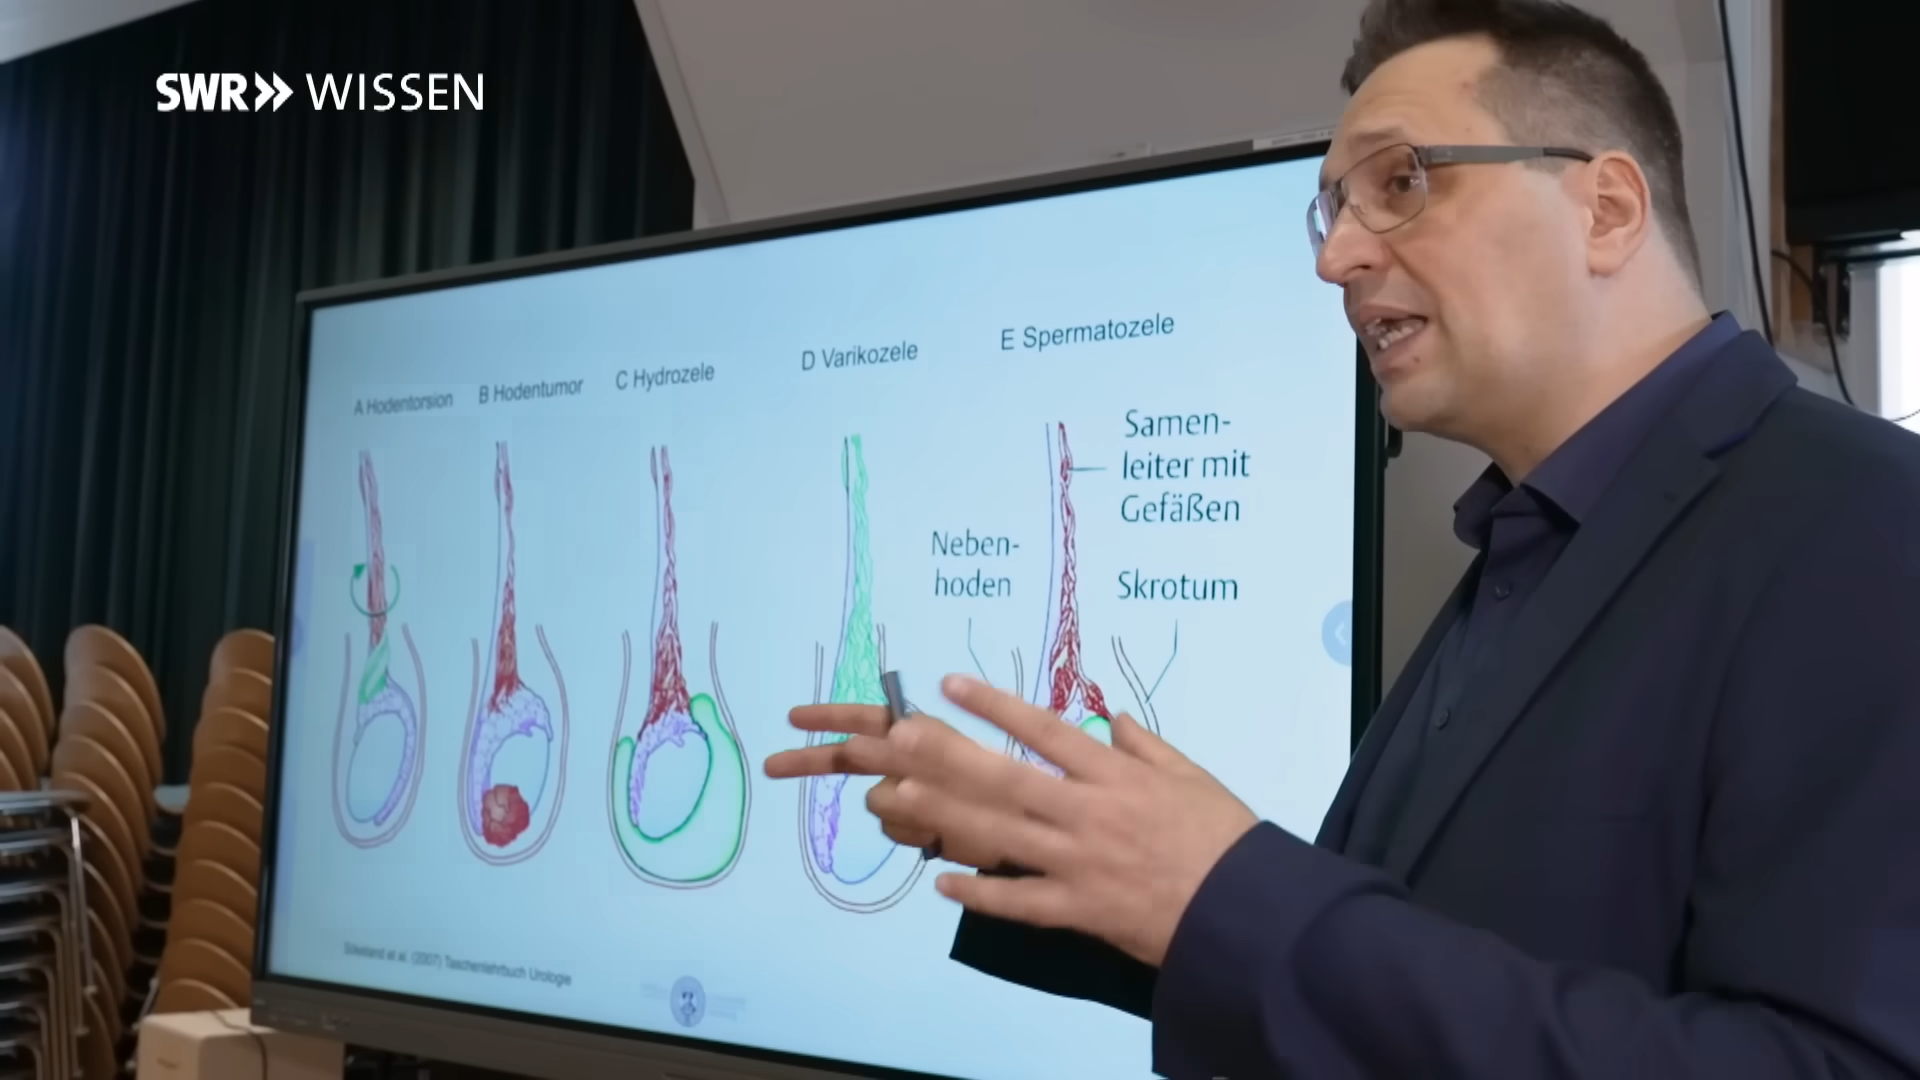 SWR» WISSEN
A Hodentorsion
B Hodentumor
C Hydrozele
D Varikozele
E Spermatozele
Samen-
leiter mit
Gefäßen
Neben-
hoden
Skrotum
et al. (2007) Taschenlehrbuch Urologie